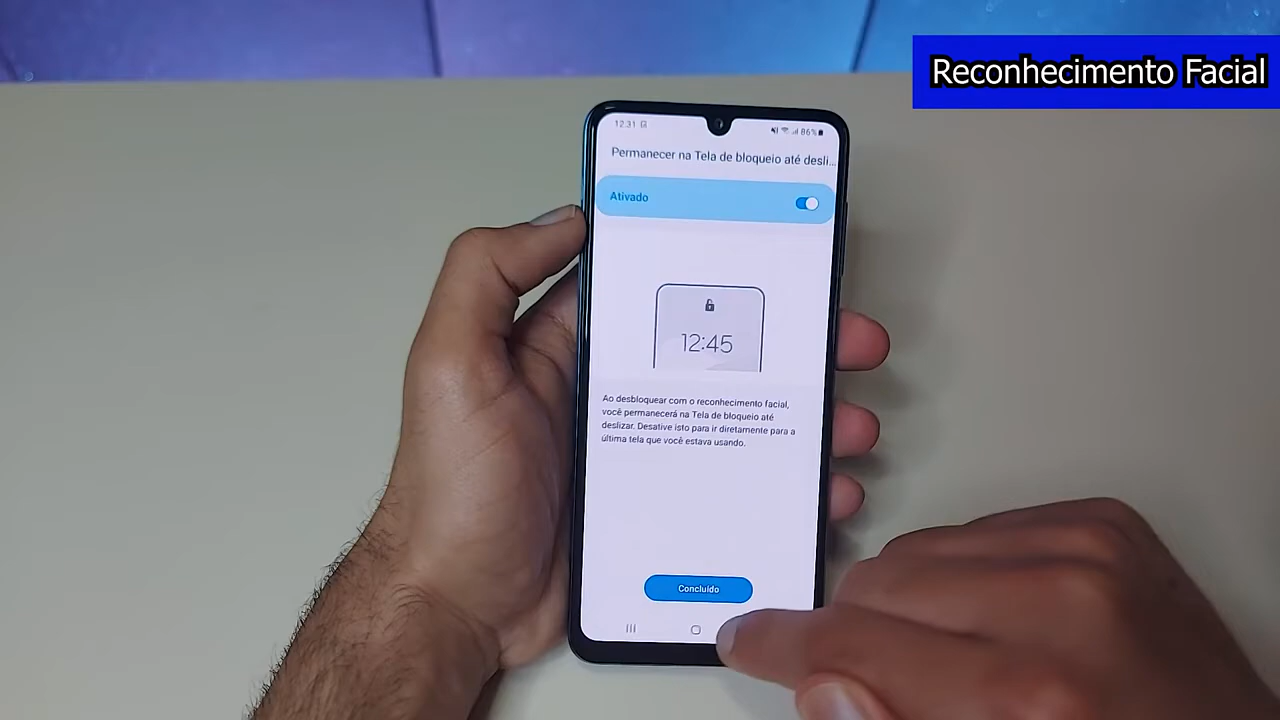 Reconhecimento Facial
12:31
86%
Permanecer na Tela de bloqueio até desli...
Ativado
12:45
Ao desbloquear com o reconhecimento facial,
você permanecerá na Tela de bloqueio até
deslizar. Desative isto para ir diretamente para a
última tela que você estava usando.
Concluído